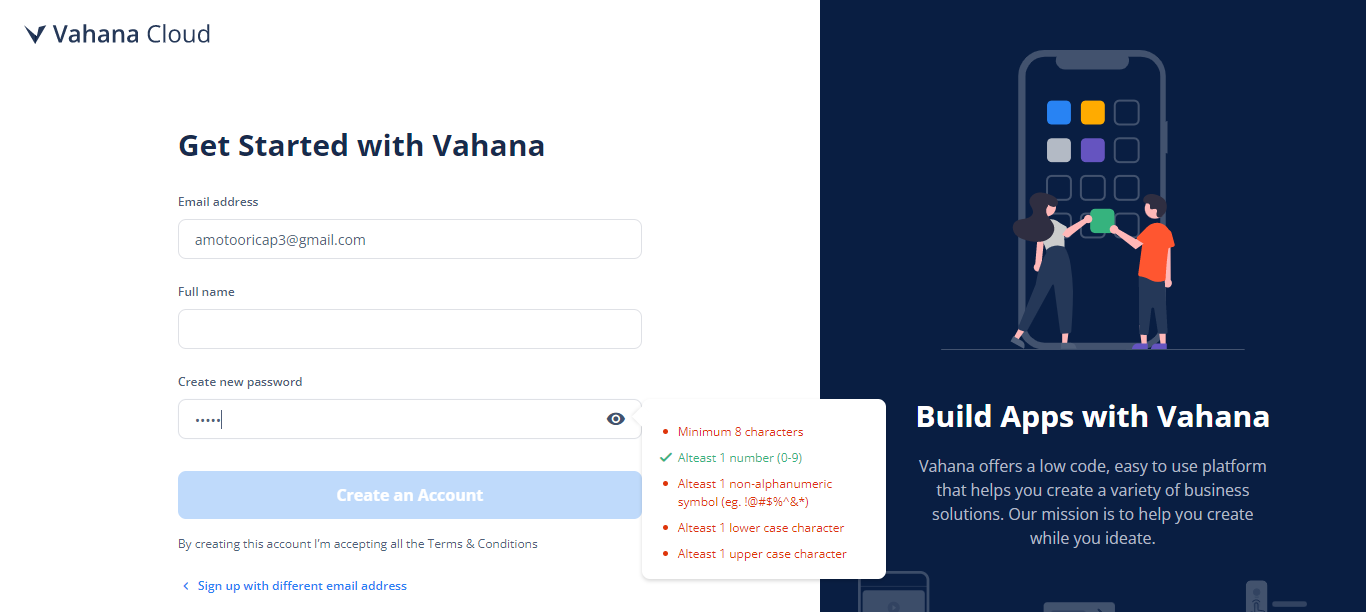 Vahana Cloud
Get Started with Vahana
Email address
amotooricap3@gmail.com
Full name
Create new password
•••••
Minimum 8 characters
Alteast 1 number (0-9)
Alteast 1 non-alphanumeric
symbol (eg. !@#$%^&*)
Alteast 1 lower case character
Alteast 1 upper case character
Create an Account
By creating this account I'm accepting all the Terms & Conditions
Sign up with different email address
Build Apps with Vahana
Vahana offers a low code, easy to use platform
that helps you create a variety of business
solutions. Our mission is to help you create
while you ideate.